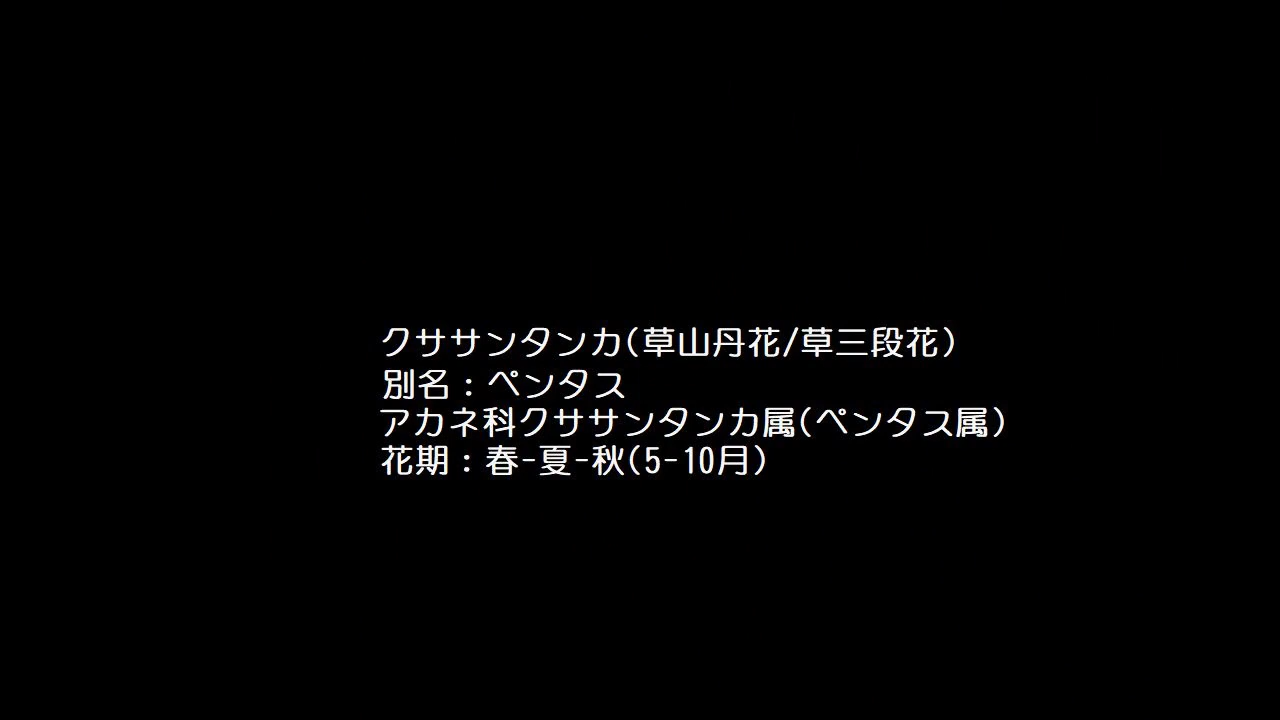 クササンタンカ(草山丹花/草三段花)
別名：ペンタス
アカネ科クササンタンカ属(ペンタス属)
花期：春-夏-秋(5-10月)